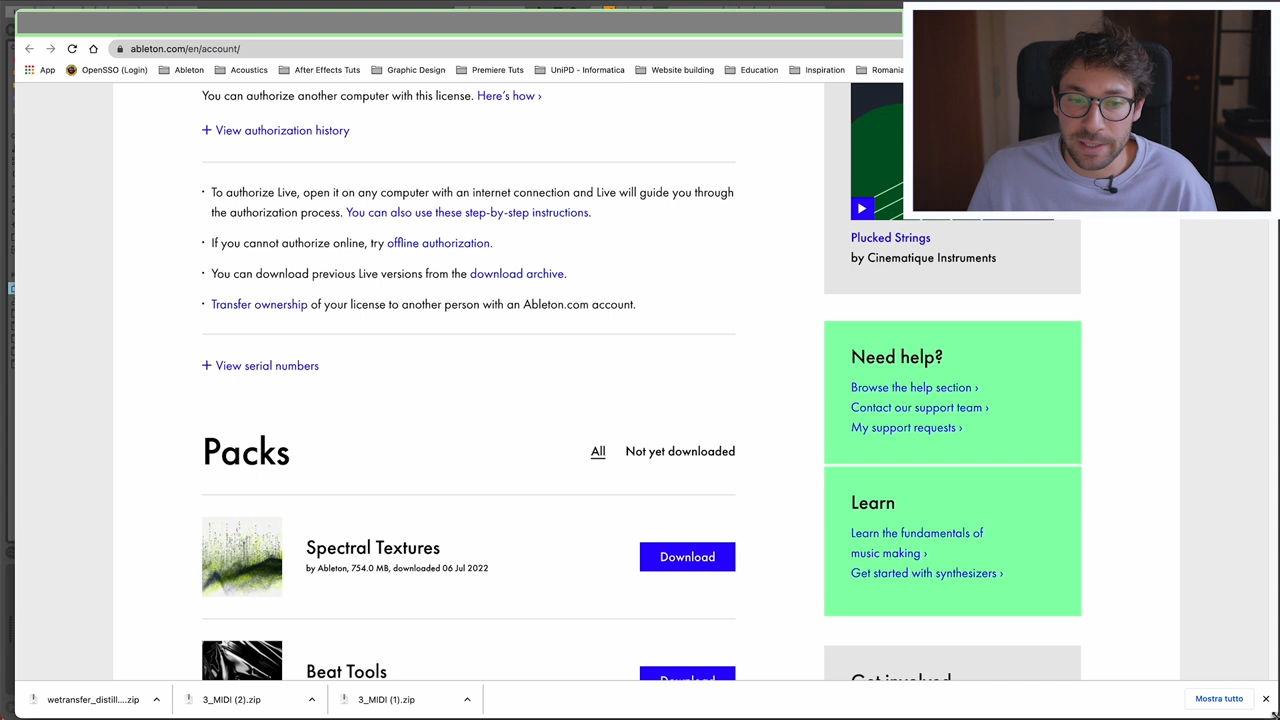 ableton.com/en/account/
App
OpenSSO (Login)
Abletoia
Acoustics
After Effects Tuts
Graphic Design
Premiere Tuts
UniPD - Informatica
Website building
Education
Inspiration
Romania
You can authorize another computer with this license. Here's how ›
+ View authorization history
· To authorize Live, open it on any computer with an internet connection and Live will guide you through
the authorization process. You can also use these step-by-step instructions.
· If you cannot authorize online, try offline authorization.
· You can download previous Live versions from the download archive.
· Transfer ownership of your license to another person with an Ableton.com account.
+ View serial numbers
Packs
All
Not yet downloaded
Spectral Textures
by Ableton, 754.0 MB, downloaded 06 Jul 2022
Download
Beat Tools
Download
Plucked Strings
by Cinematique Instruments
Need help?
Browse the help section ›
Contact our support team ›
My support requests ›
Learn
Learn the fundamentals of
music making ›
Get started with synthesizers ›
Get involved
wetransfer_distill....zip
3_MIDI (2).zip
3_MIDI (1).zip
Mostra tutto